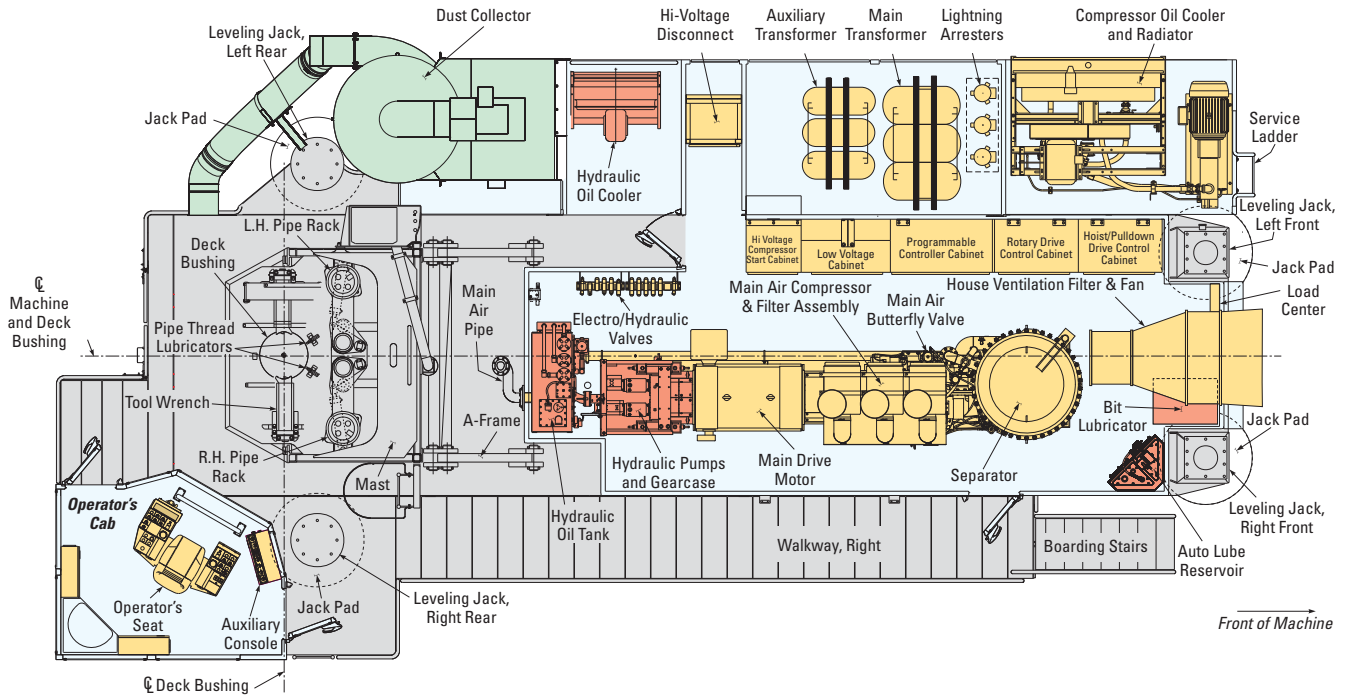 Dust Collector
Hi-Voltage
Disconnect
Auxiliary
Transformer
Main
Transformer
Lightning
Arresters
Compressor Oil Cooler
and Radiator
Leveling Jack,
Left Rear
Jack Pad
Service
Ladder
Hydraulic
Oil Cooler
L.H. Pipe Rack
Deck
Bushing
Leveling Jack,
Left Front
Hi Voltage
Compressor
Start Cabinet
Low Voltage
Cabinet
Programmable
Controller Cabinet
Rotary Drive
Control Cabinet
Hoist/Pulldown
Drive Control
Cabinet
Jack Pad
℄
Machine
and Deck
Bushing
Main
Air
Pipe
Electro/Hydraulic
Valves
Main Air Compressor
& Filter Assembly
Main Air
Butterfly Valve
House Ventilation Filter & Fan
Load
Center
Pipe Thread
Lubricators
Tool Wrench
A-Frame
Bit
Lubricator
Jack Pad
R.H. Pipe
Rack
Mast
Hydraulic Pumps
and Gearcase
Main Drive
Motor
Separator
Operator's
Cab
Hydraulic
Oil Tank
Walkway, Right
Boarding Stairs
Auto Lube
Reservoir
Leveling Jack,
Right Front
Operator's
Seat
Auxiliary
Console
Jack Pad
Leveling Jack,
Right Rear
Front of Machine
℄ Deck Bushing